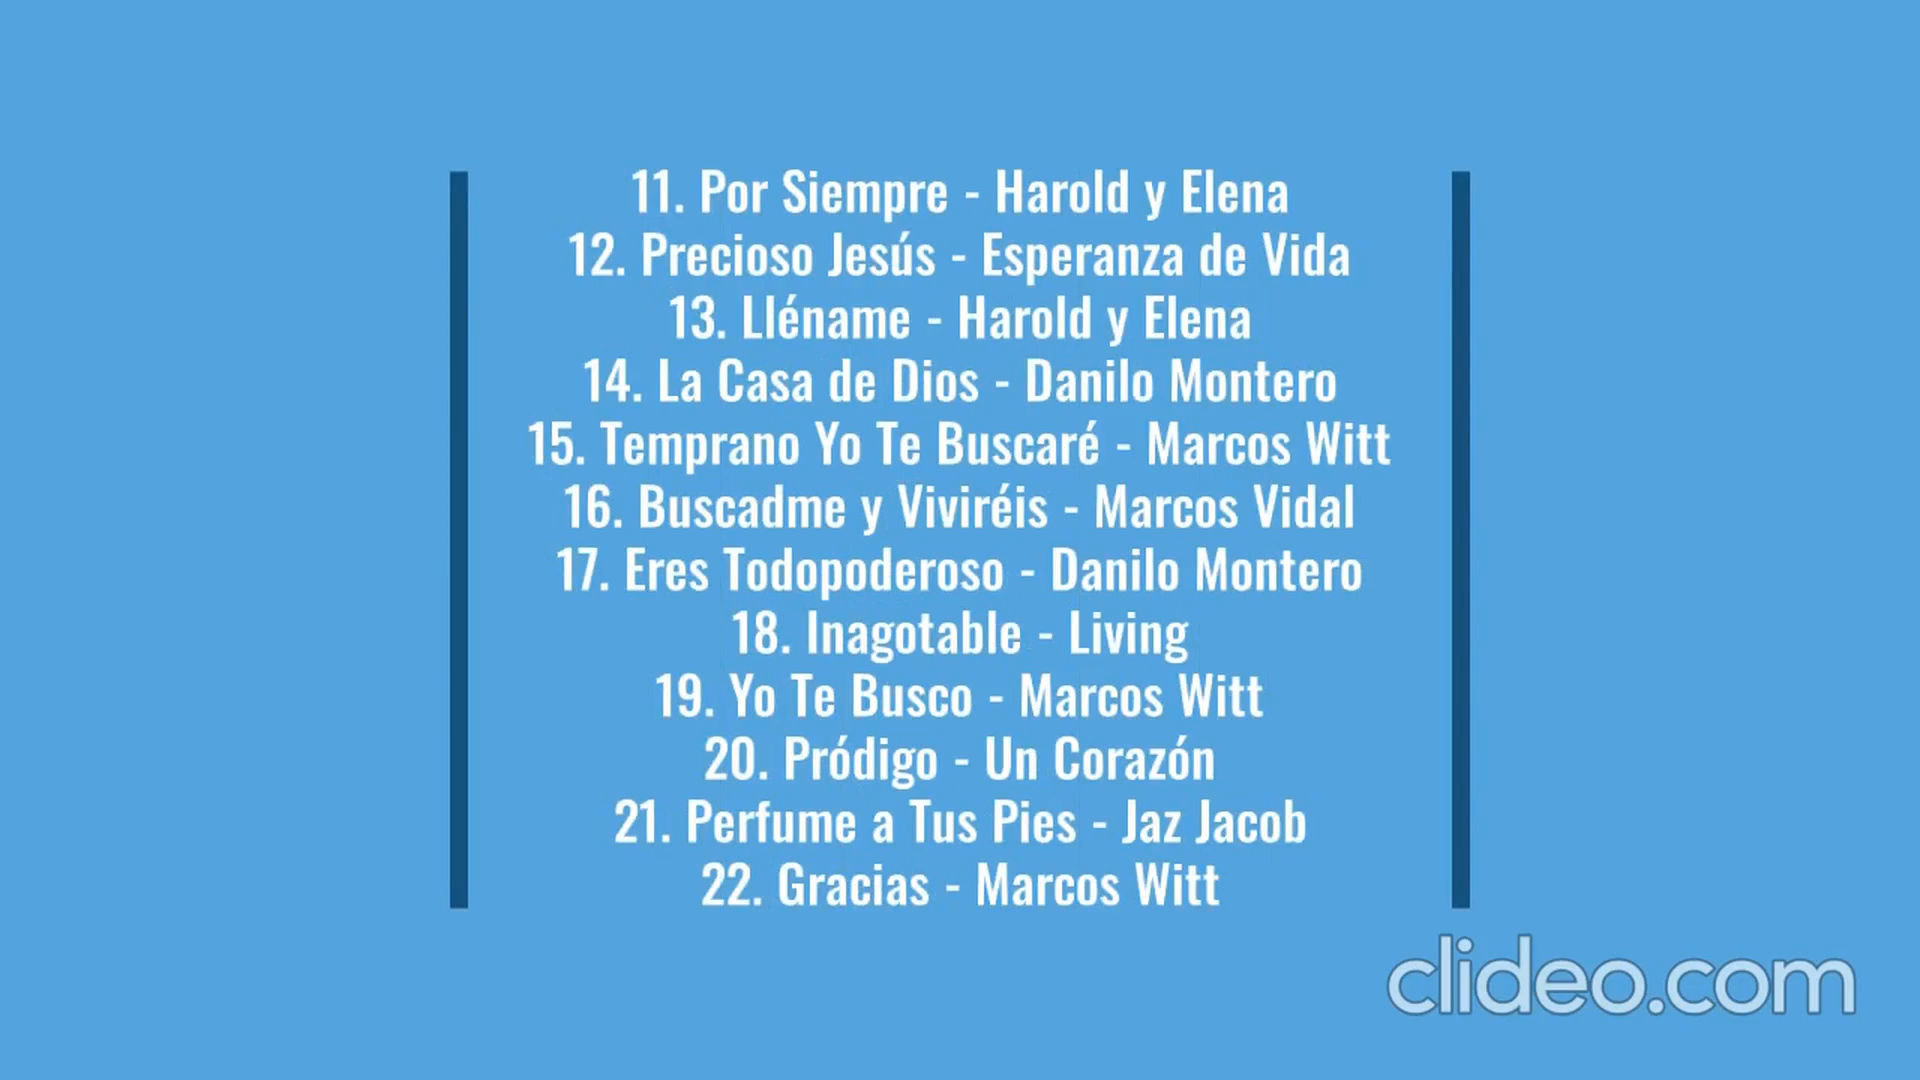 11. Por Siempre - Harold y Elena
12. Precioso Jesús - Esperanza de Vida
13. Lléname - Harold y Elena
14. La Casa de Dios - Danilo Montero
15. Temprano Yo Te Buscaré - Marcos Witt
16. Buscadme y Viviréis - Marcos Vidal
17. Eres Todopoderoso - Danilo Montero
18. Inagotable - Living
19. Yo Te Busco - Marcos Witt
20. Pródigo - Un Corazón
21. Perfume a Tus Pies - Jaz Jacob
22. Gracias - Marcos Witt
clideo.com